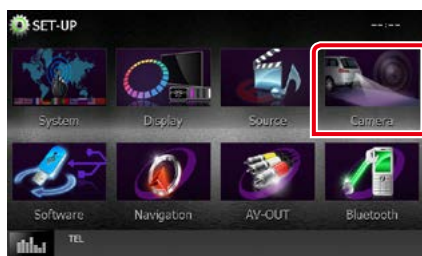 SET-UP
--:--
System Display Source Camera
Software Navigation AV-OUT Bluetooth
TEL